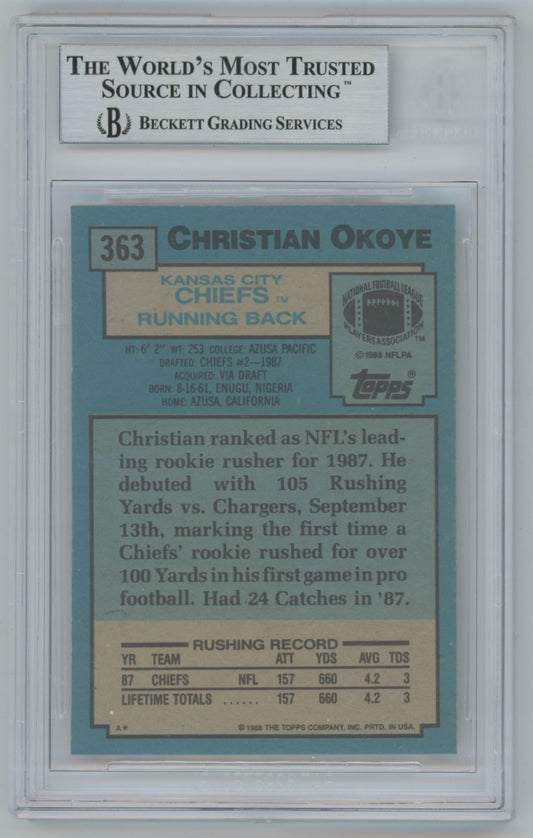 THE WORLD'S MOST TRUSTED
SOURCE IN COLLECTING™
B BECKETT GRADING SERVICES
363 CHRISTIAN OKOYE
KANSAS CITY
CHIEFS TM
RUNNING BACK
NATIONAL FOOTBALL LEAGUE
PLAYERS ASSOCIATION TM
©1988 NFLPA
topps®
HT: 6' 2" WT: 253 COLLEGE: AZUSA PACIFIC
DRAFTED: CHIEFS #2—1987
ACQUIRED: VIA DRAFT
BORN: 8-16-61, ENUGU, NIGERIA
HOME: AZUSA, CALIFORNIA
Christian ranked as NFL's lead-
ing rookie rusher for 1987. He
debuted with 105 Rushing
Yards vs. Chargers, September
13th, marking the first time a
Chiefs' rookie rushed for over
100 Yards in his first game in pro
football. Had 24 Catches in '87.
RUSHING RECORD
YR TEAM ATT YDS AVG TDS
87 CHIEFS NFL 157 660 4.2 3
LIFETIME TOTALS ...... 157 660 4.2 3
A* ©1988 THE TOPPS COMPANY, INC. PRTD. IN USA.